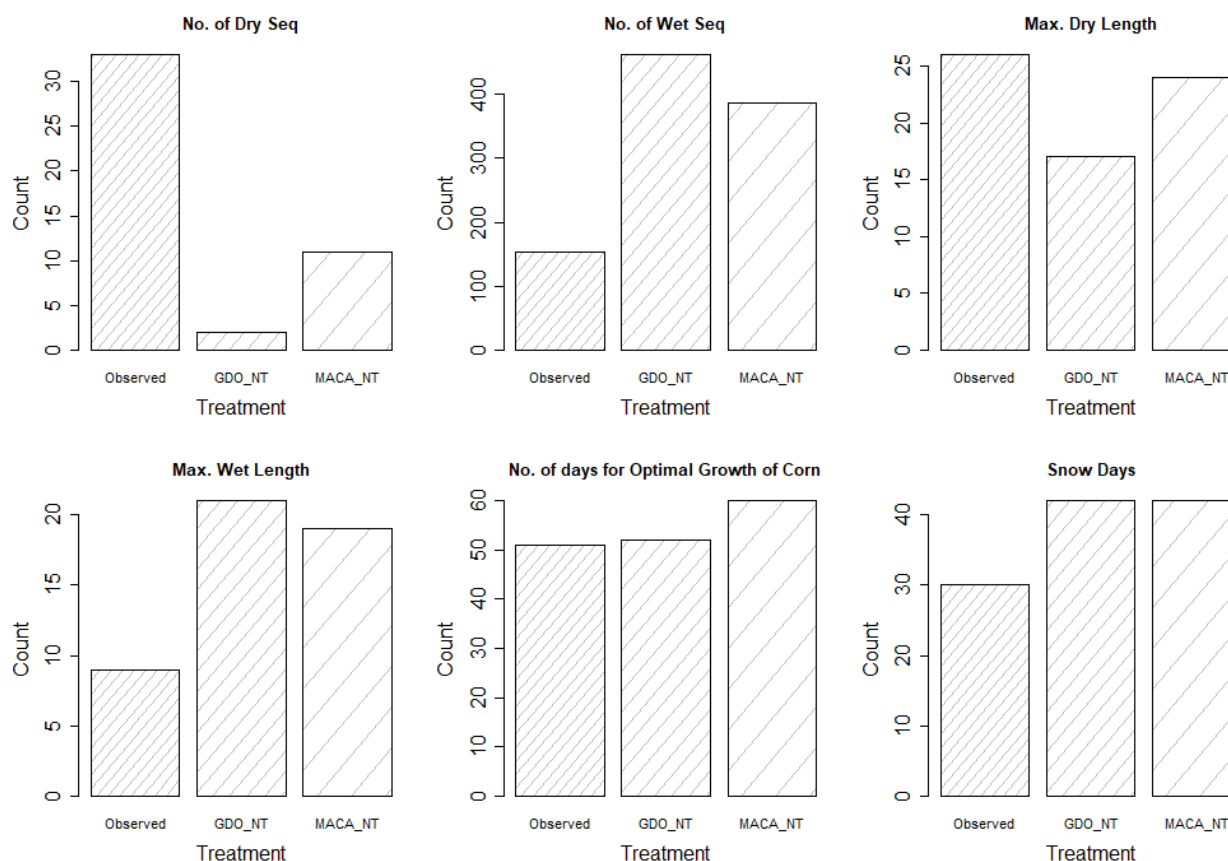 No. of Dry Seq
Count
30
25
20
15
10
5
0
Observed GDO_NT MACA_NT
Treatment
No. of Wet Seq
Count
400
300
200
100
0
Observed GDO_NT MACA_NT
Treatment
Max. Dry Length
Count
25
20
15
10
5
0
Observed GDO_NT MACA_NT
Treatment
Max. Wet Length
Count
20
15
10
5
0
Observed GDO_NT MACA_NT
Treatment
No. of days for Optimal Growth of Corn
Count
60
50
40
30
20
10
0
Observed GDO_NT MACA_NT
Treatment
Snow Days
Count
40
30
20
10
0
Observed GDO_NT MACA_NT
Treatment